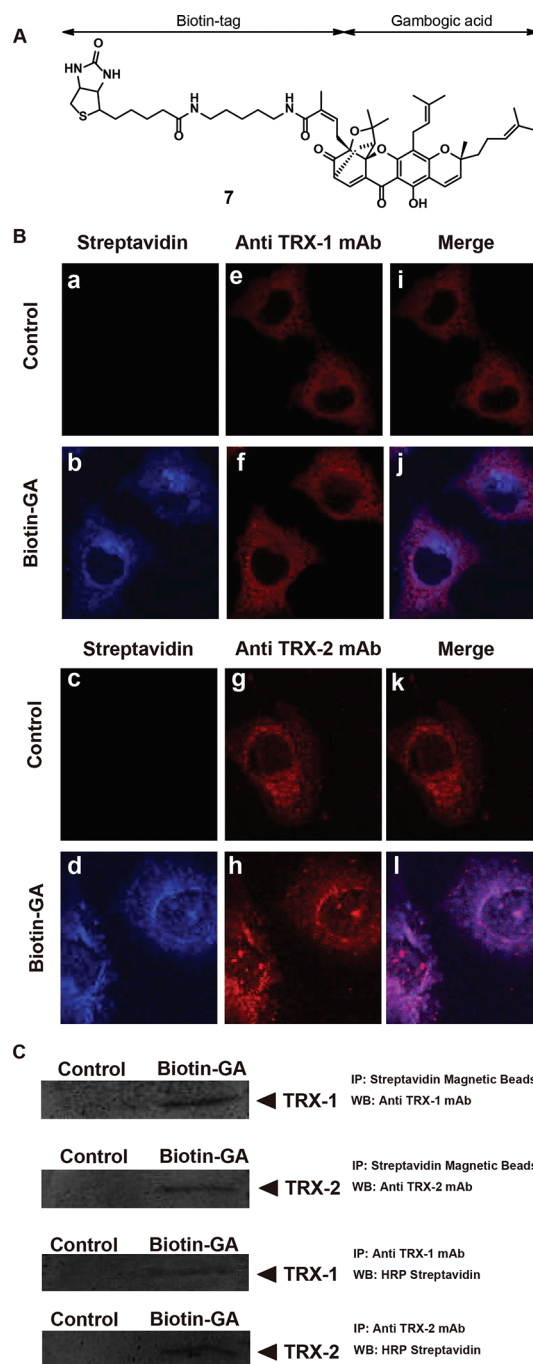 A
Biotin-tag Gambogic acid
O
HN NH
S
O
H
N
H
N
O
O
O
O
O
O
OH
7
B
Streptavidin Anti TRX-1 mAb Merge
Control
a e i
Biotin-GA
b f j
Streptavidin Anti TRX-2 mAb Merge
Control
c g k
Biotin-GA
d h l
C
Control Biotin-GA
TRX-1
IP: Streptavidin Magnetic Beads
WB: Anti TRX-1 mAb
Control Biotin-GA
TRX-2
IP: Streptavidin Magnetic Beads
WB: Anti TRX-2 mAb
Control Biotin-GA
TRX-1
IP: Anti TRX-1 mAb
WB: HRP Streptavidin
Control Biotin-GA
TRX-2
IP: Anti TRX-2 mAb
WB: HRP Streptavidin